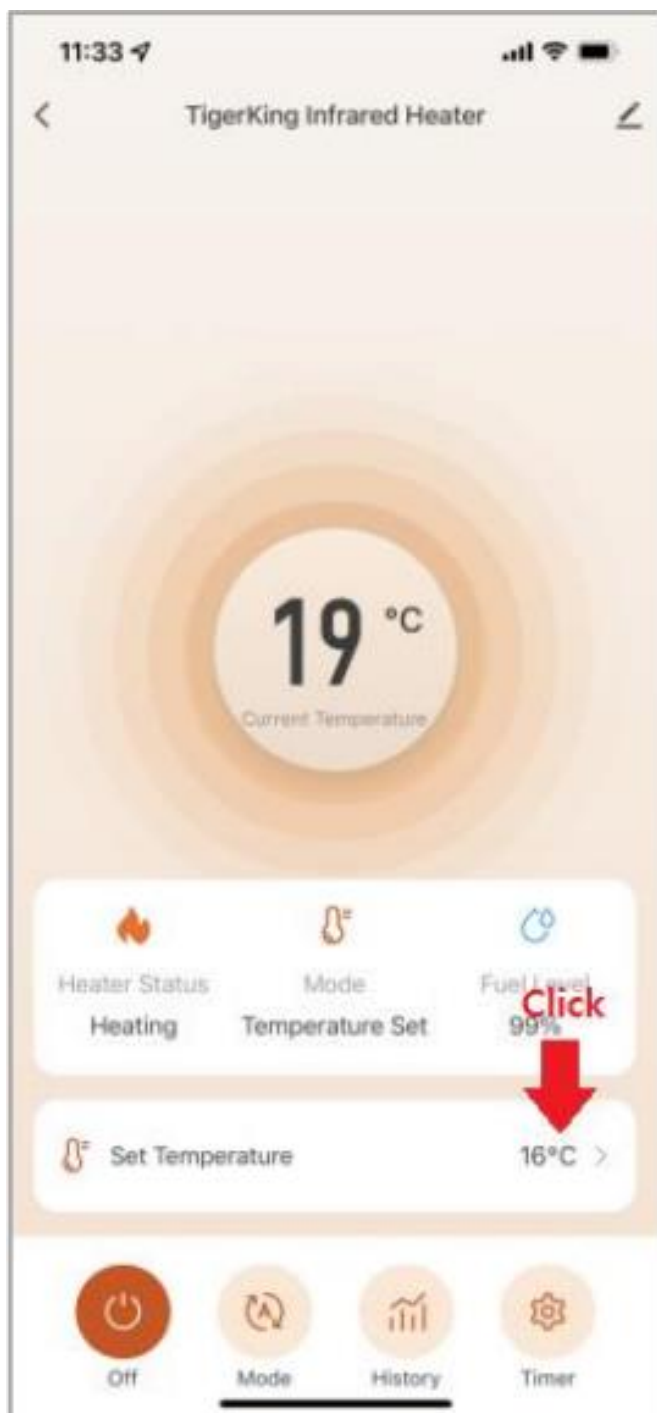 11:33
TigerKing Infrared Heater
19 °C
Current Temperature
Heater Status Mode Fuel Level
Heating Temperature Set 99%
Click
Set Temperature 16°C >
Off Mode History Timer